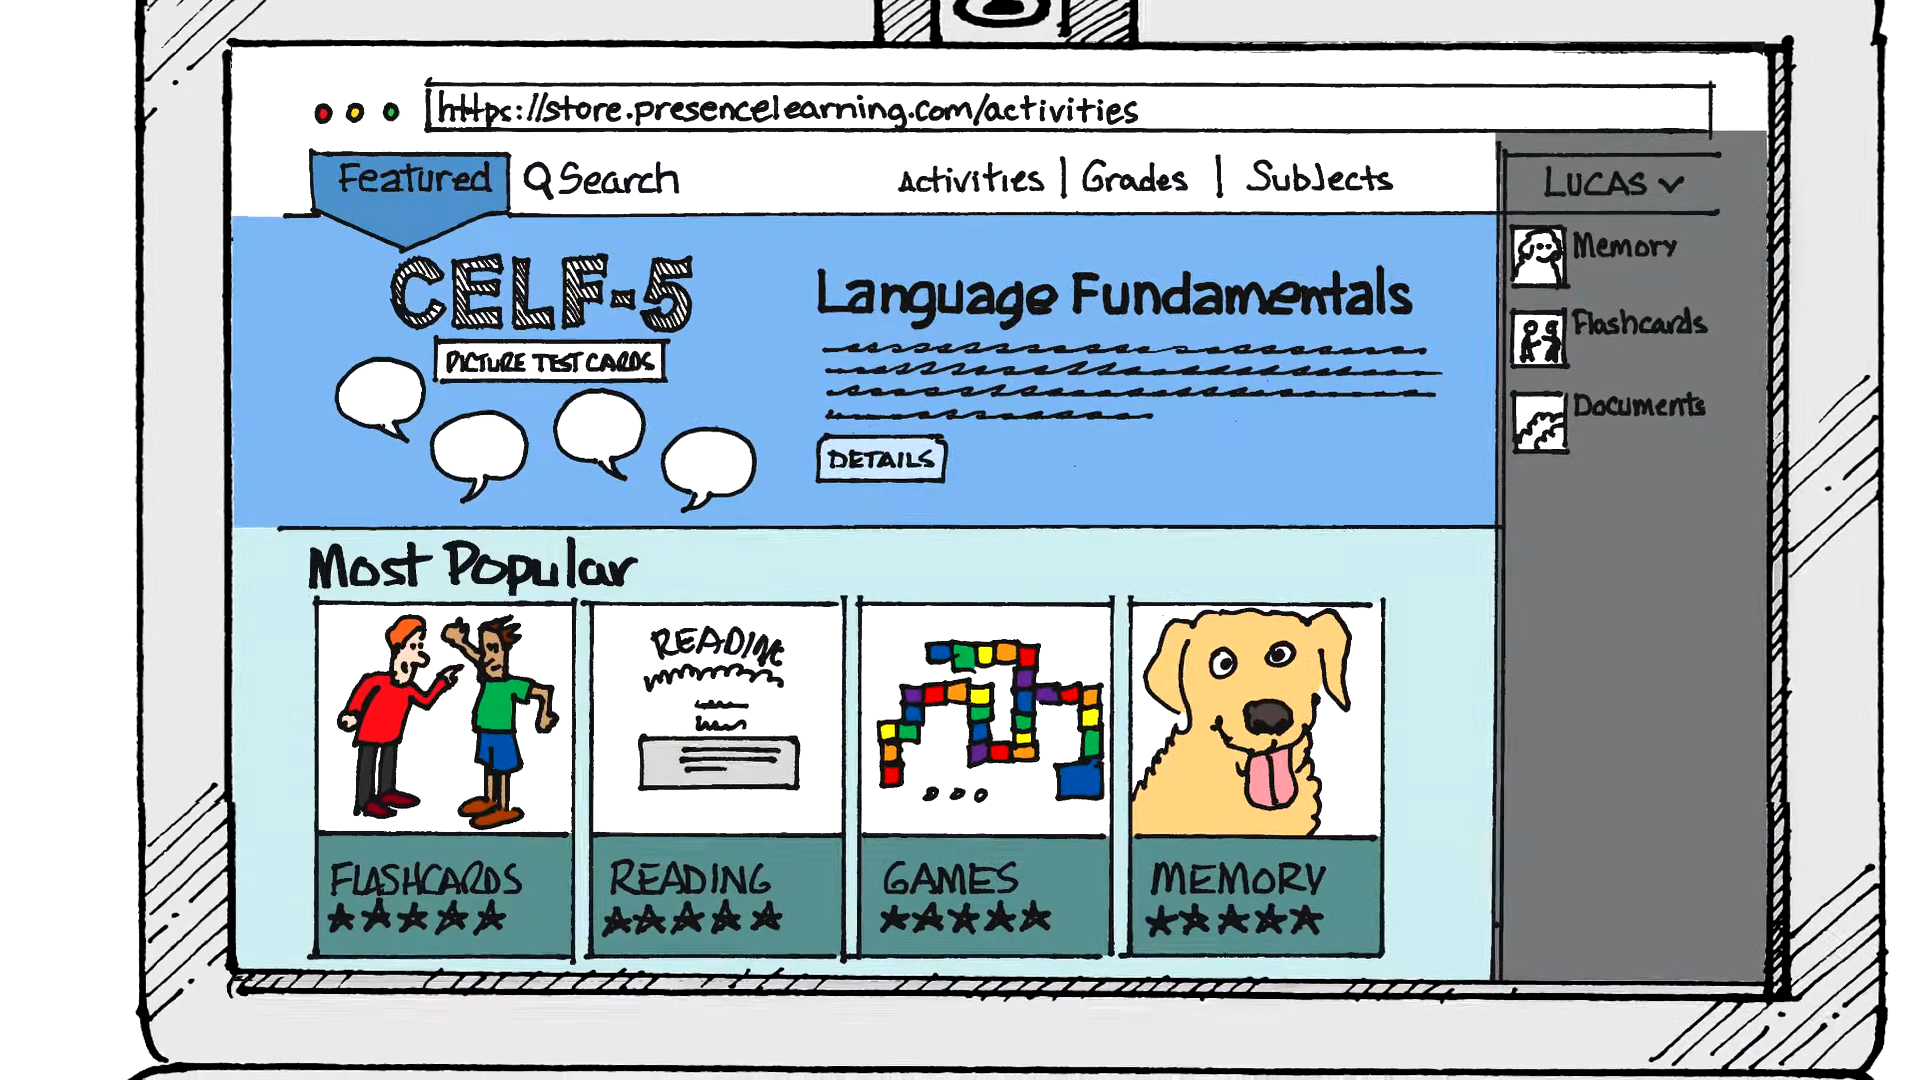 https://store.presencelearning.com/activities
Featured
Search
Activities | Grades | Subjects
LUCAS
CELF-5
PICTURE TEST CARDS
Language Fundamentals
DETAILS
Memory
Flashcards
Documents
Most Popular
READING
FLASHCARDS
READING
GAMES
MEMORY